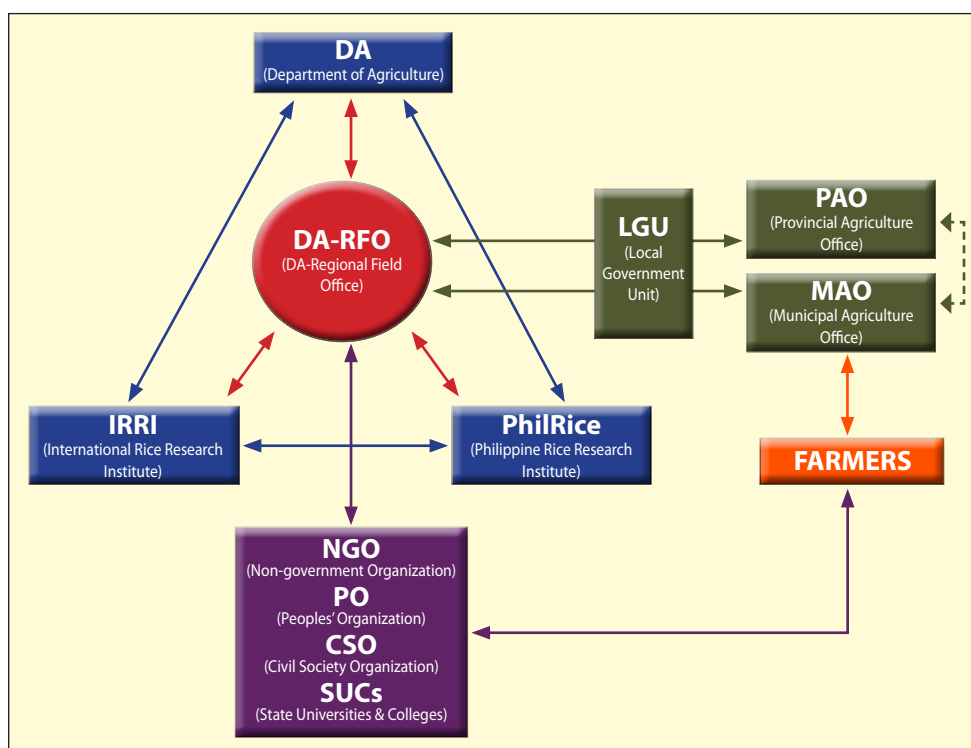 DA
(Department of Agriculture)
DA-RFO
(DA-Regional Field
Office)
LGU
(Local
Government
Unit)
PAO
(Provincial Agriculture
Office)
MAO
(Municipal Agriculture
Office)
IRRI
(International Rice Research
Institute)
PhilRice
(Philippine Rice Research
Institute)
FARMERS
NGO
(Non-government Organization)
PO
(Peoples' Organization)
CSO
(Civil Society Organization)
SUCs
(State Universities & Colleges)